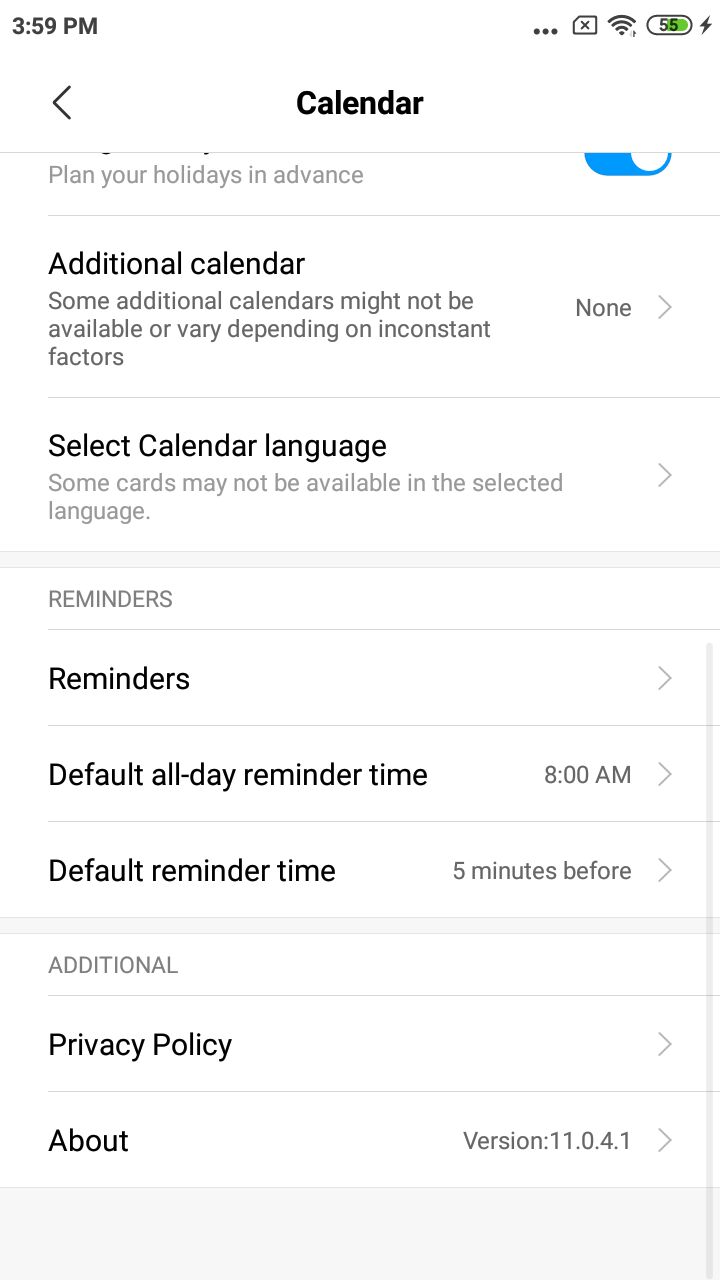 3:59 PM
55
Calendar
Plan your holidays in advance
Additional calendar
Some additional calendars might not be
available or vary depending on inconstant
factors
None
Select Calendar language
Some cards may not be available in the selected
language.
REMINDERS
Reminders
Default all-day reminder time
8:00 AM
Default reminder time
5 minutes before
ADDITIONAL
Privacy Policy
About
Version:11.0.4.1